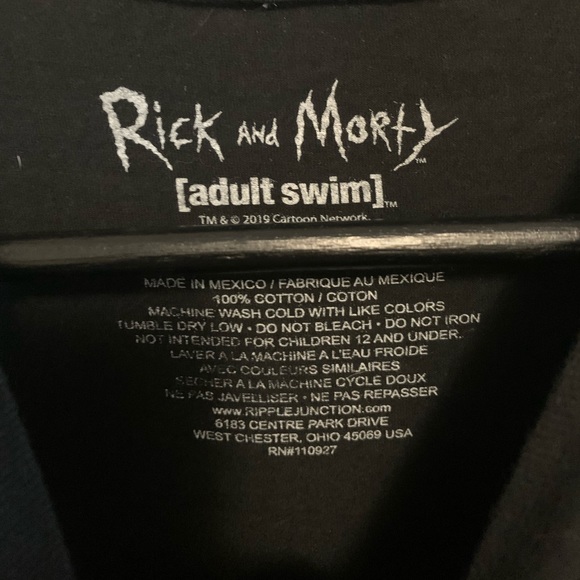 Rick and Morty™
[adult swim]™
TM & © 2019 Cartoon Network.
MADE IN MEXICO / FABRIQUE AU MEXIQUE
100% COTTON / COTON
MACHINE WASH COLD WITH LIKE COLORS
TUMBLE DRY LOW • DO NOT BLEACH • DO NOT IRON
NOT INTENDED FOR CHILDREN 12 AND UNDER.
LAVER A LA MACHINE A L'EAU FROIDE
AVEC COULEURS SIMILAIRES
SECHER A LA MACHINE CYCLE DOUX
NE PAS JAVELLISER • NE PAS REPASSER
www.RIPPLEJUNCTION.com
6183 CENTRE PARK DRIVE
WEST CHESTER, OHIO 45069 USA
RN#110927